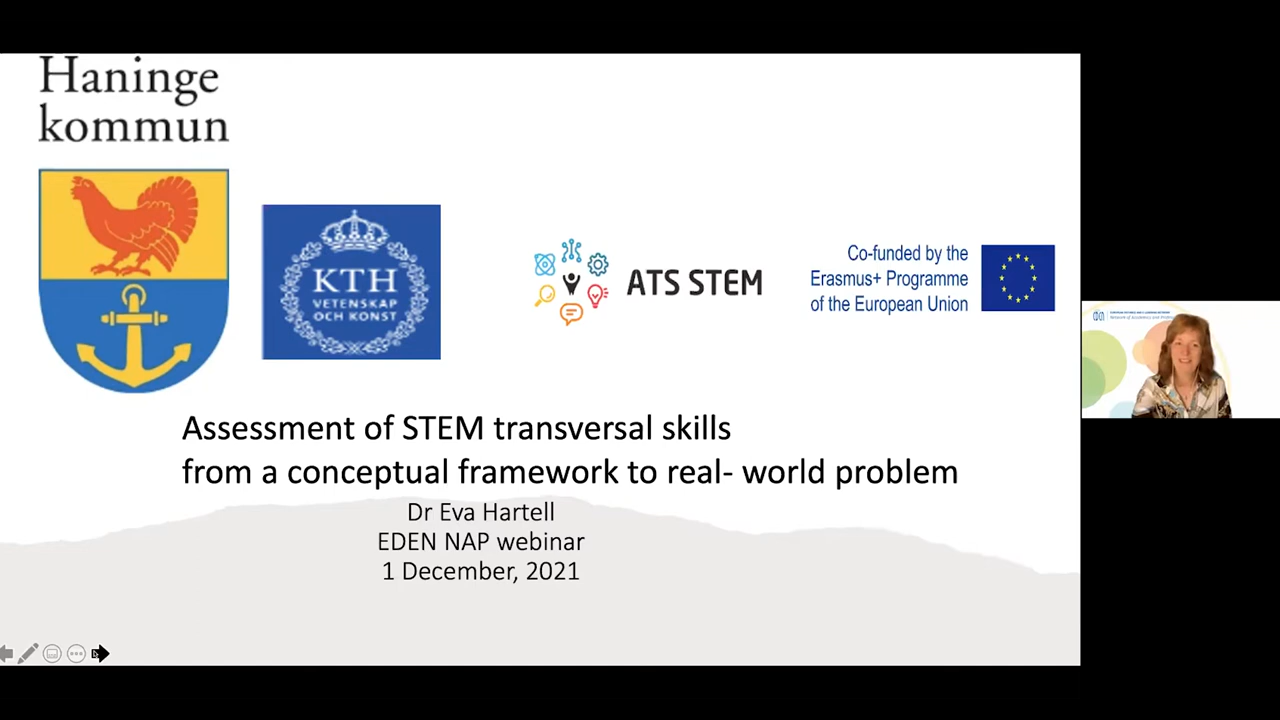 Haninge
kommun
KTH
VETENSKAP
OCH KONST
ATS STEM
Co-funded by the
Erasmus+ Programme
of the European Union
Assessment of STEM transversal skills
from a conceptual framework to real- world problem
Dr Eva Hartell
EDEN NAP webinar
1 December, 2021